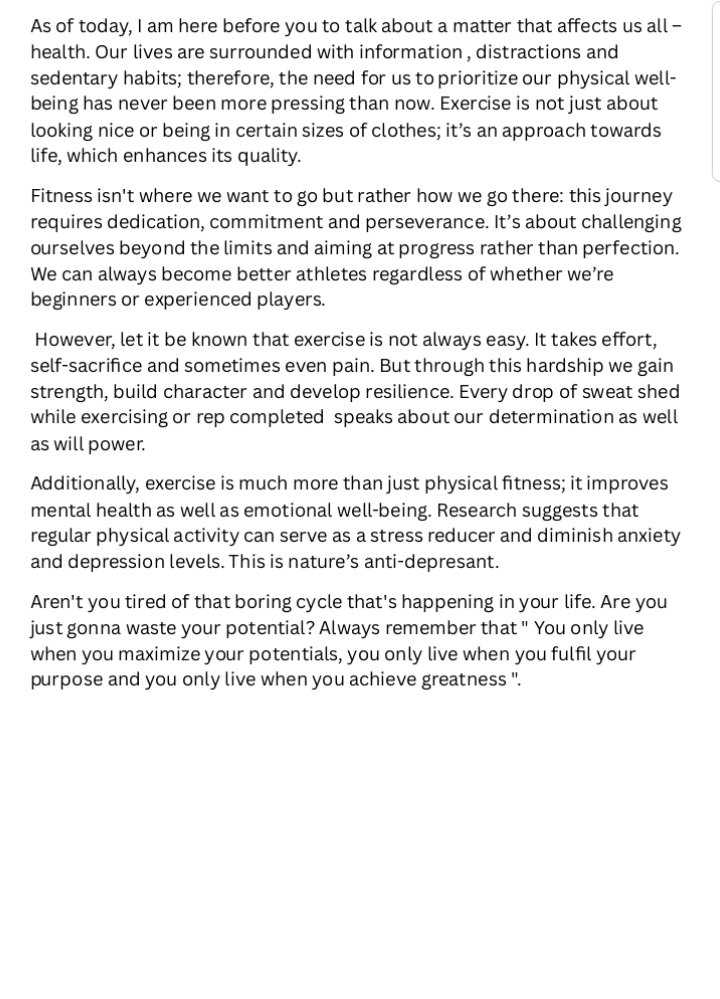 As of today, I am here before you to talk about a matter that affects us all –
health. Our lives are surrounded with information , distractions and
sedentary habits; therefore, the need for us to prioritize our physical well-
being has never been more pressing than now. Exercise is not just about
looking nice or being in certain sizes of clothes; it’s an approach towards
life, which enhances its quality.
Fitness isn't where we want to go but rather how we go there: this journey
requires dedication, commitment and perseverance. It’s about challenging
ourselves beyond the limits and aiming at progress rather than perfection.
We can always become better athletes regardless of whether we’re
beginners or experienced players.
However, let it be known that exercise is not always easy. It takes effort,
self-sacrifice and sometimes even pain. But through this hardship we gain
strength, build character and develop resilience. Every drop of sweat shed
while exercising or rep completed speaks about our determination as well
as will power.
Additionally, exercise is much more than just physical fitness; it improves
mental health as well as emotional well-being. Research suggests that
regular physical activity can serve as a stress reducer and diminish anxiety
and depression levels. This is nature’s anti-depresant.
Aren't you tired of that boring cycle that's happening in your life. Are you
just gonna waste your potential? Always remember that " You only live
when you maximize your potentials, you only live when you fulfil your
purpose and you only live when you achieve greatness ".